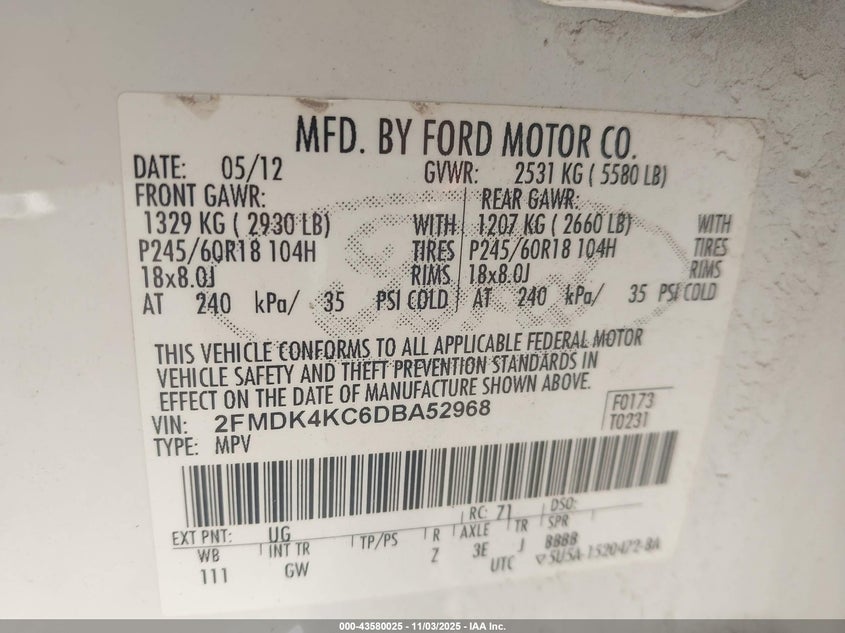 MFD. BY FORD MOTOR CO.
DATE: 05/12 GVWR: 2531 KG ( 5580 LB)
FRONT GAWR: REAR GAWR:
1329 KG ( 2930 LB) WITH 1207 KG ( 2660 LB) WITH
P245/60R18 104H TIRES P245/60R18 104H TIRES
18x8.0J RIMS 18x8.0J RIMS
AT 240 kPa/ 35 PSI COLD AT 240 kPa/ 35 PSI COLD
THIS VEHICLE CONFORMS TO ALL APPLICABLE FEDERAL MOTOR
VEHICLE SAFETY AND THEFT PREVENTION STANDARDS IN
EFFECT ON THE DATE OF MANUFACTURE SHOWN ABOVE.
VIN: 2FMDK4KC6DBA52968 F0173
TYPE: MPV T0231
EXT PNT: UG RC: 71 DSO:
WB INT TR TP/PS R AXLE TR SPR
111 GW Z 3E J 8888
UTC ▽5U5A-1520472-BA
000-43580025 - 11/03/2025 - IAA Inc.